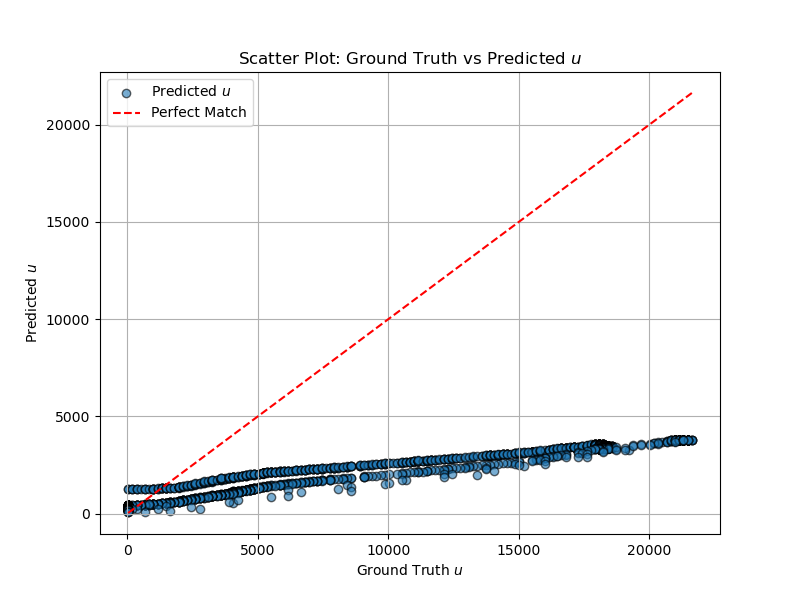 Scatter Plot: Ground Truth vs Predicted u
Predicted u
Perfect Match
20000
15000
10000
5000
0
Predicted u
0 5000 10000 15000 20000
Ground Truth u